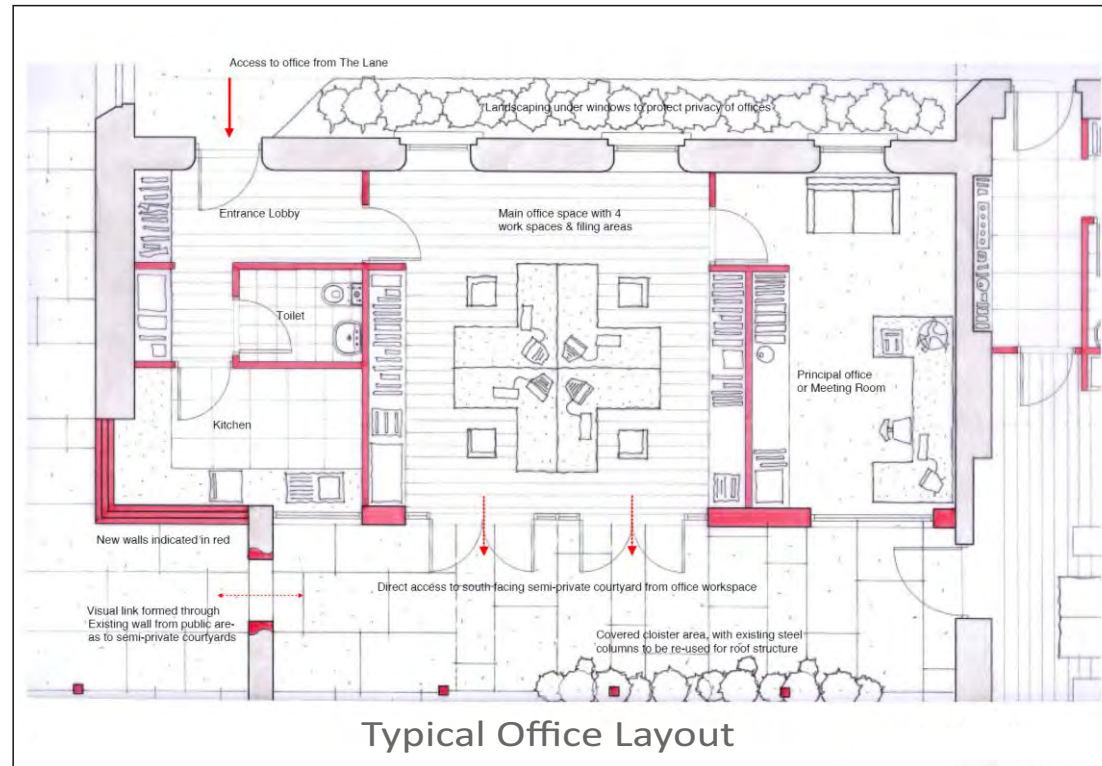 Access to office from The Lane
Landscaping under windows to protect privacy of offices
Entrance Lobby
Main office space with 4
work spaces & filing areas
Toilet
Principal office
or Meeting Room
Kitchen
New walls indicated in red
Direct access to south facing semi-private courtyard from office workspace
Visual link formed through
Existing wall from public are-
as to semi-private courtyards
Covered cloister area, with existing steel
columns to be re-used for roof structure
Typical Office Layout